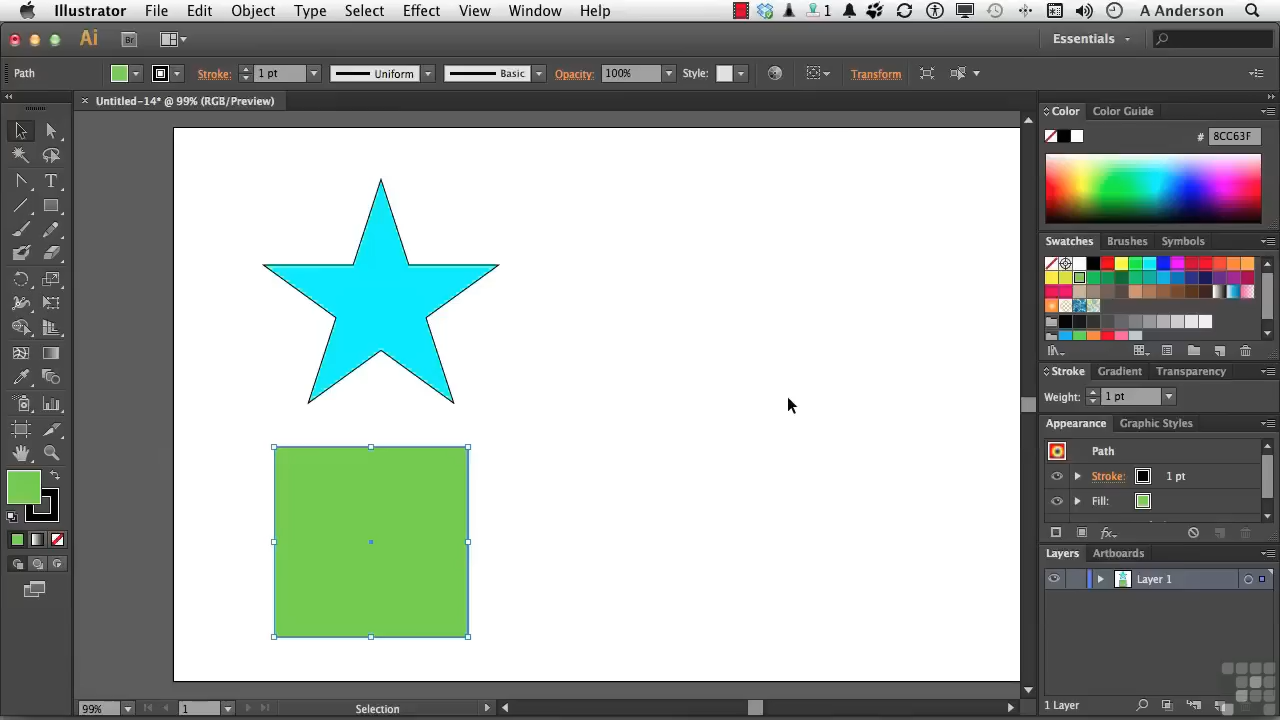 Illustrator File Edit Object Type Select Effect View Window Help 1 A Anderson
Ai Br Essentials
Path Stroke: 1 pt Uniform Basic Opacity: 100% Style: Transform
Untitled-14* @ 99% (RGB/Preview)
Color Color Guide
# 8CC63F
Swatches Brushes Symbols
Stroke Gradient Transparency
Weight: 1 pt
Appearance Graphic Styles
Path
Stroke: 1 pt
Fill:
fx
Layers Artboards
Layer 1
1 Layer
99% 1 Selection